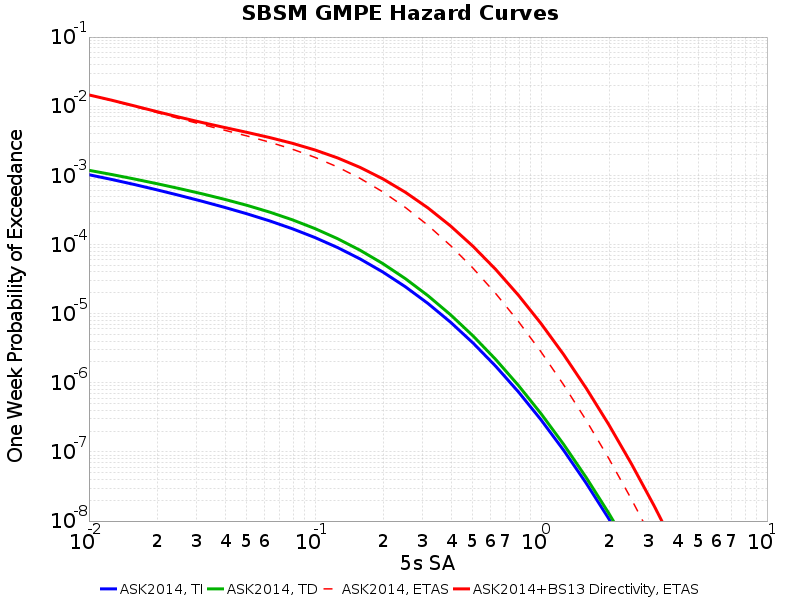 SBSM GMPE Hazard Curves
One Week Probability of Exceedance
10-1
10-2
10-3
10-4
10-5
10-6
10-7
10-8
10-2 2 3 4 5 6 10-1 2 3 4 5 6 7 100 2 3 4 5 6 7 101
5s SA
ASK2014, TI ASK2014, TD ASK2014, ETAS ASK2014+BS13 Directivity, ETAS